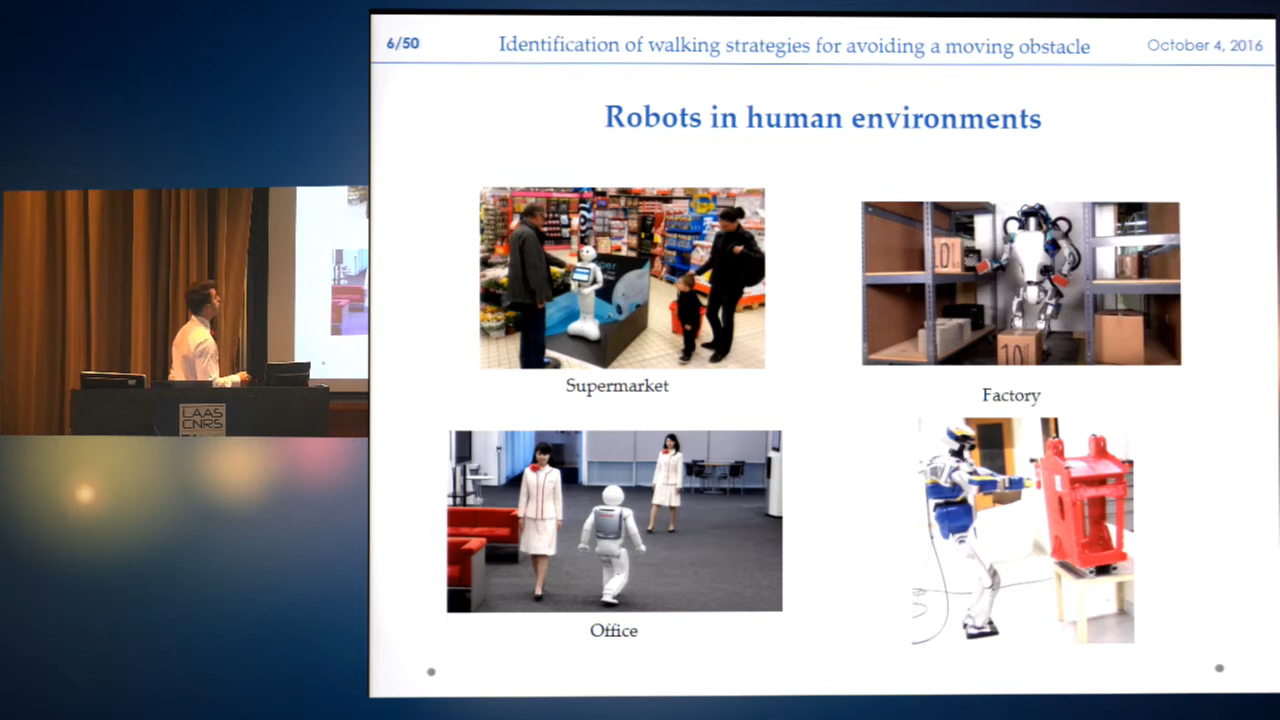 6/50
Identification of walking strategies for avoiding a moving obstacle
October 4, 2016
Robots in human environments
Supermarket
Factory
Office
LAAS
CNRS